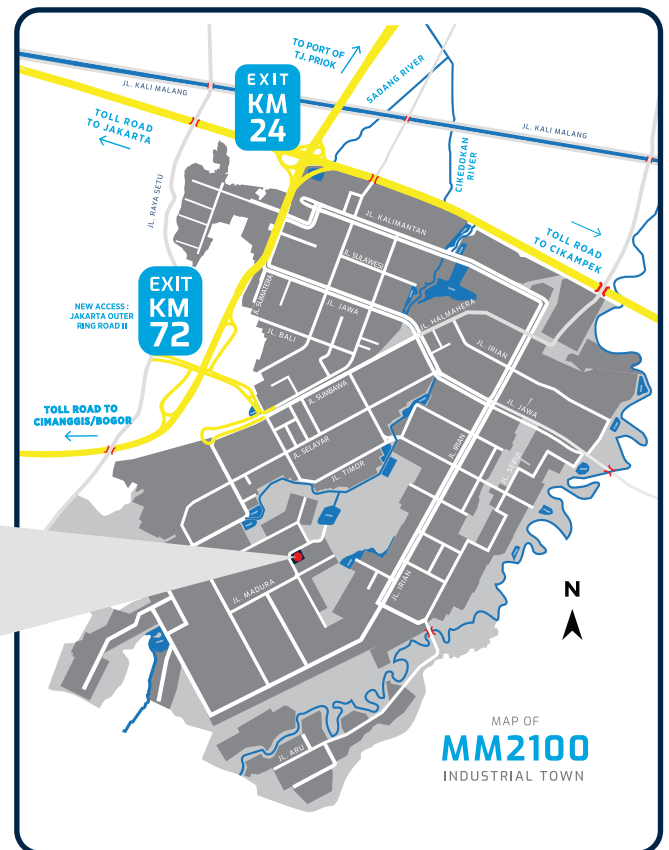 TO PORT OF
TJ. PRIOK
SADANG RIVER
EXIT
KM
24
JL. KALI MALANG
TOLL ROAD
TO JAKARTA
JL. KALI MALANG
CIKEDOKAN
RIVER
JL. RAYA SETU
JL. KALIMANTAN
TOLL ROAD
TO CIKAMPEK
JL. SULAWESI
EXIT
KM
72
NEW ACCESS :
JAKARTA OUTER
RING ROAD II
JL. SUMATERA
JL. JAWA
JL. HALMAHERA
JL. BALI
JL. IRIAN
JL. SUMBAWA
TOLL ROAD TO
CIMANGGIS/BOGOR
JL. JAWA
JL. SELAYAR
JL. IRIAN
JL. SERUI
JL. TIMOR
JL. MADURA
JL. IRIAN
N
JL. ARU
MAP OF
MM2100
INDUSTRIAL TOWN